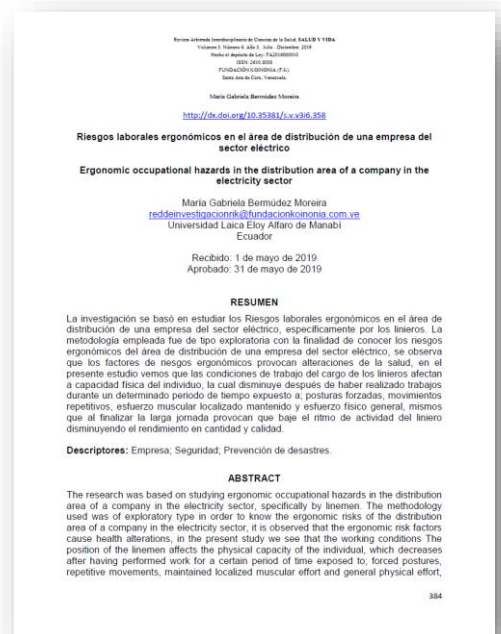 Revista Arbitrada Interdisciplinaria de Ciencias de la Salud. SALUD Y VIDA
Volumen 3. Número 6. Año 3. Julio - Diciembre 2019
Hecho el depósito de Ley: FA2016000010
ISSN: 2610-8038
FUNDACIÓN KOINONIA (F.K).
Santa Ana de Coro, Venezuela.
María Gabriela Bermúdez Moreira
http://dx.doi.org/10.35381/s.v.v3i6.358
Riesgos laborales ergonómicos en el área de distribución de una empresa del
sector eléctrico
Ergonomic occupational hazards in the distribution area of a company in the
electricity sector
María Gabriela Bermúdez Moreira
reddeinvestigacionrik@fundacionkoinonia.com.ve
Universidad Laica Eloy Alfaro de Manabí
Ecuador
Recibido: 1 de mayo de 2019
Aprobado: 31 de mayo de 2019
RESUMEN
La investigación se basó en estudiar los Riesgos laborales ergonómicos en el área de
distribución de una empresa del sector eléctrico, específicamente por los linieros. La
metodología empleada fue de tipo exploratoria con la finalidad de conocer los riesgos
ergonómicos del área de distribución de una empresa del sector eléctrico, se observa
que los factores de riesgos ergonómicos provocan alteraciones de la salud, en el
presente estudio vemos que las condiciones de trabajo del cargo de los linieros afectan
a capacidad física del individuo, la cual disminuye después de haber realizado trabajos
durante un determinado periodo de tiempo expuesto a; posturas forzadas, movimientos
repetitivos, esfuerzo muscular localizado mantenido y esfuerzo físico general, mismos
que al finalizar la larga jornada provocan que baje el ritmo de actividad del liniero
disminuyendo el rendimiento en cantidad y calidad.
Descriptores: Empresa; Seguridad; Prevención de desastres.
ABSTRACT
The research was based on studying ergonomic occupational hazards in the distribution
area of a company in the electricity sector, specifically by linemen. The methodology
used was of exploratory type in order to know the ergonomic risks of the distribution
area of a company in the electricity sector, it is observed that the ergonomic risk factors
cause health alterations, in the present study we see that the working conditions The
position of the linemen affects the physical capacity of the individual, which decreases
after having performed work for a certain period of time exposed to; forced postures,
repetitive movements, maintained localized muscular effort and general physical effort,
384